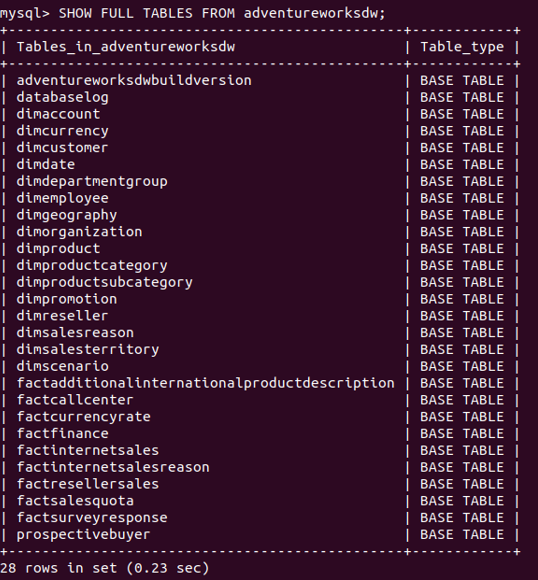 mysql> SHOW FULL TABLES FROM adventureworksdw;
+-----------------------------------------------+------------+
| Tables_in_adventureworksdw                    | Table_type |
+-----------------------------------------------+------------+
| adventureworksdwbuildversion                  | BASE TABLE |
| databaselog                                   | BASE TABLE |
| dimaccount                                    | BASE TABLE |
| dimcurrency                                   | BASE TABLE |
| dimcustomer                                   | BASE TABLE |
| dimdate                                       | BASE TABLE |
| dimdepartmentgroup                            | BASE TABLE |
| dimemployee                                   | BASE TABLE |
| dimgeography                                  | BASE TABLE |
| dimorganization                               | BASE TABLE |
| dimproduct                                    | BASE TABLE |
| dimproductcategory                            | BASE TABLE |
| dimproductsubcategory                         | BASE TABLE |
| dimpromotion                                  | BASE TABLE |
| dimreseller                                   | BASE TABLE |
| dimsalesreason                                | BASE TABLE |
| dimsalesterritory                             | BASE TABLE |
| dimscenario                                   | BASE TABLE |
| factadditionalinternationalproductdescription | BASE TABLE |
| factcallcenter                                | BASE TABLE |
| factcurrencyrate                              | BASE TABLE |
| factfinance                                   | BASE TABLE |
| factinternetsales                             | BASE TABLE |
| factinternetsalesreason                       | BASE TABLE |
| factresellersales                             | BASE TABLE |
| factsalesquota                                | BASE TABLE |
| factsurveyresponse                            | BASE TABLE |
| prospectivebuyer                              | BASE TABLE |
+-----------------------------------------------+------------+
28 rows in set (0.23 sec)